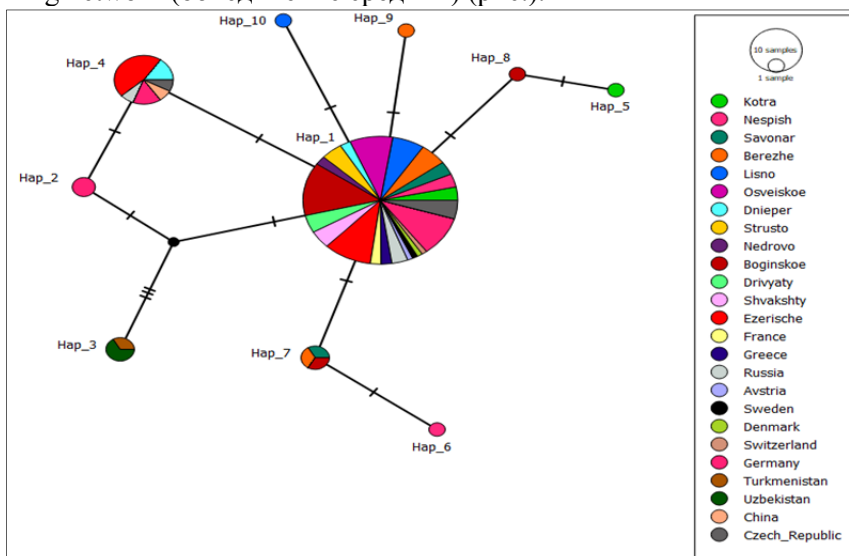 Network (рис.).
Hap_10
Hap_9
Hap_4
Hap_8
Hap_5
Hap_1
Hap_2
Hap_3
Hap_7
Hap_6
10 samples
1 sample
Kotra
Nespish
Savonar
Berezhe
Lisno
Osveiskoe
Dnieper
Strusto
Nedrovo
Boginskoe
Drivyaty
Shvakshty
Ezerische
France
Greece
Russia
Avstria
Sweden
Denmark
Switzerland
Germany
Turkmenistan
Uzbekistan
China
Czech_Republic